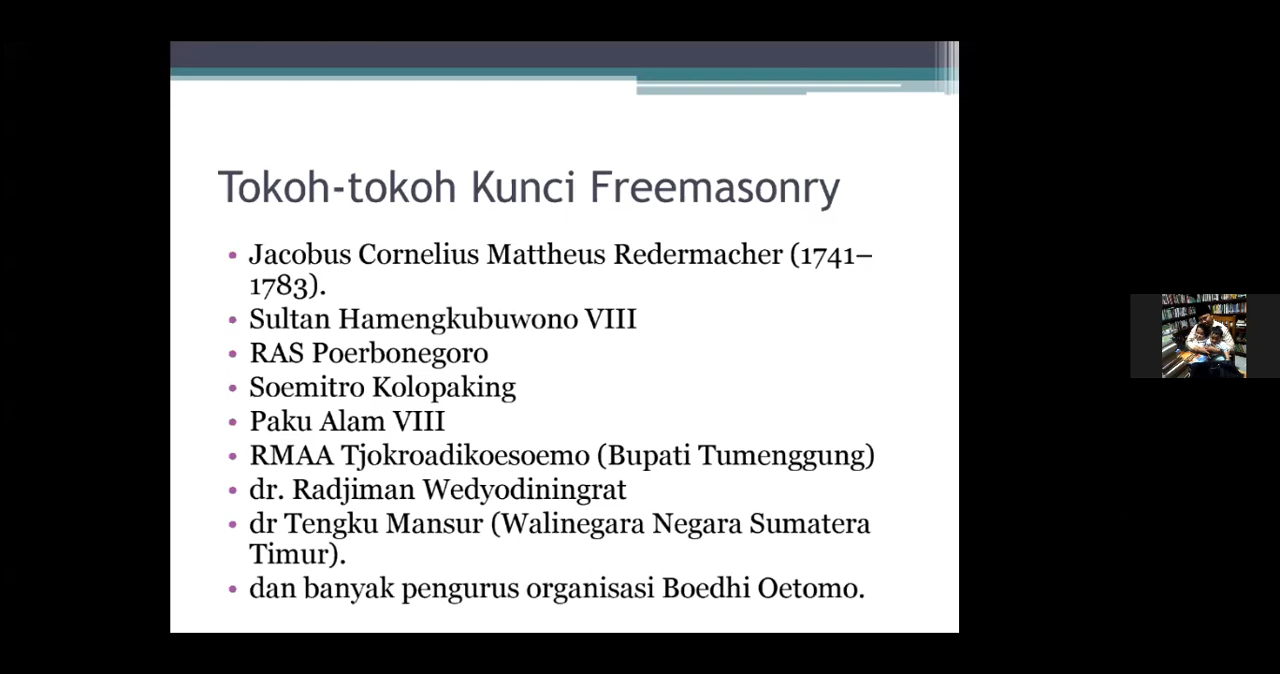 Tokoh-tokoh Kunci Freemasonry
• Jacobus Cornelius Mattheus Redermacher (1741–
1783).
• Sultan Hamengkubuwono VIII
• RAS Poerbonegoro
• Soemitro Kolopaking
• Paku Alam VIII
• RMAA Tjokroadikoesoemo (Bupati Tumenggung)
• dr. Radjiman Wedyodiningrat
• dr Tengku Mansur (Walinegara Negara Sumatera
Timur).
• dan banyak pengurus organisasi Boedhi Oetomo.